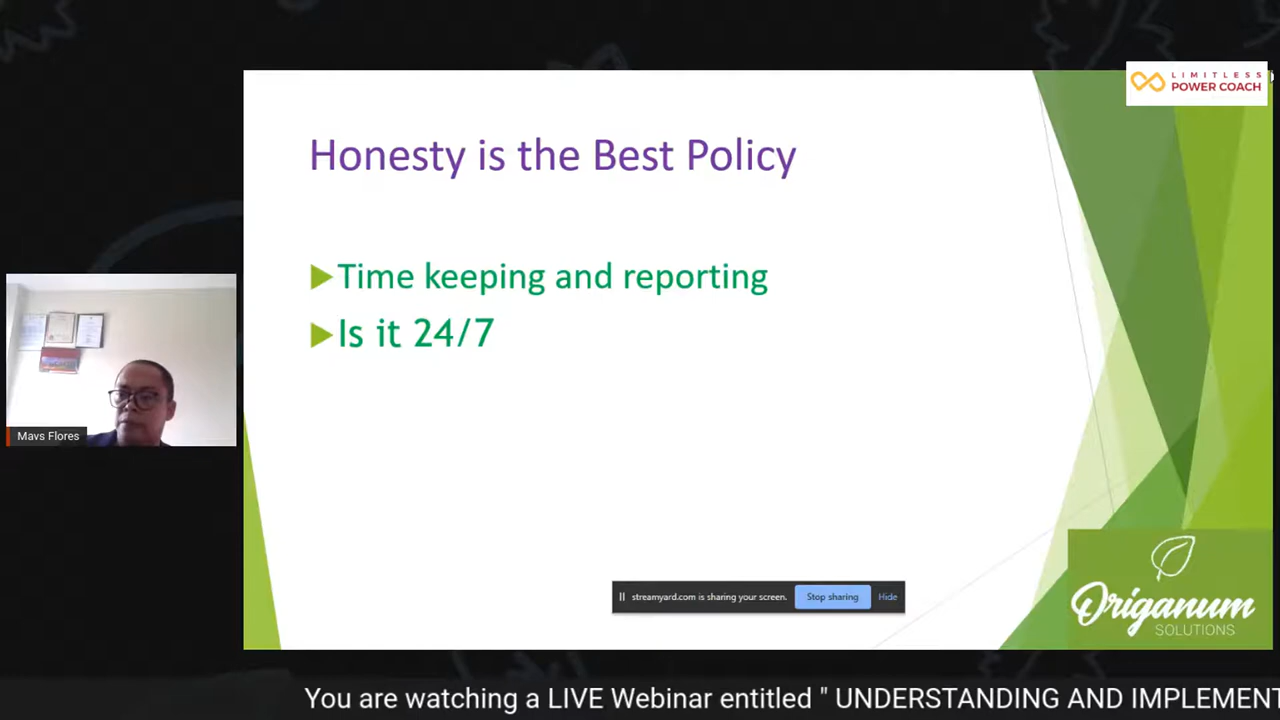 LIMITLESS
POWER COACH
Honesty is the Best Policy
Time keeping and reporting
Is it 24/7
Mavs Flores
streamyard.com is sharing your screen.
Stop sharing
Hide
Origanum
SOLUTIONS
You are watching a LIVE Webinar entitled " UNDERSTANDING AND IMPLEMENT